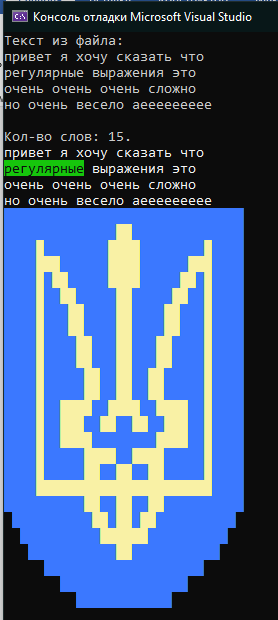 Консоль отладки Microsoft Visual Studio
Текст из файла:
привет я хочу сказать что
регулярные выражения это
очень очень очень сложно
но очень весело аееееееееe
Кол-во слов: 15.
привет я хочу сказать что
регулярные выражения это
очень очень очень сложно
но очень весело аееееееееe